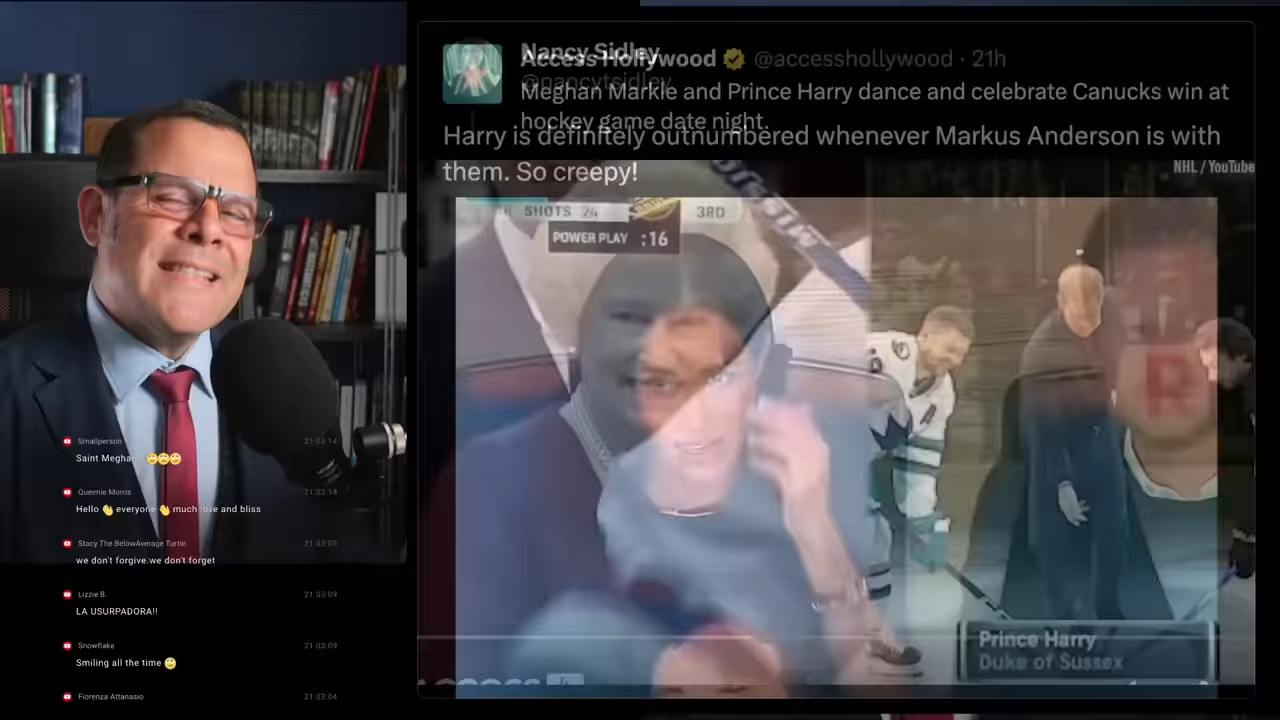 Nancy Sidley
@nancytsidley
Access Hollywood @accesshollywood · 21h
Meghan Markle and Prince Harry dance and celebrate Canucks win at
hockey game date night.
Harry is definitely outnumbered whenever Markus Anderson is with
them. So creepy!
NHL / YouTube
SHOTS 3RD
POWER PLAY :16
R
Prince Harry
Duke of Sussex
Smallperson 21:03:14
Saint Megha
Queenie Morris 21:03:14
Hello everyone much love and bliss
Stacy The BelowAverage Turtle 21:03:09
we don't forgive.we don't forget
Lizzie B. 21:03:09
LA USURPADORA!!
Snowflake 21:03:09
Smiling all the time
Fiorenza Attanasio 21:03:04